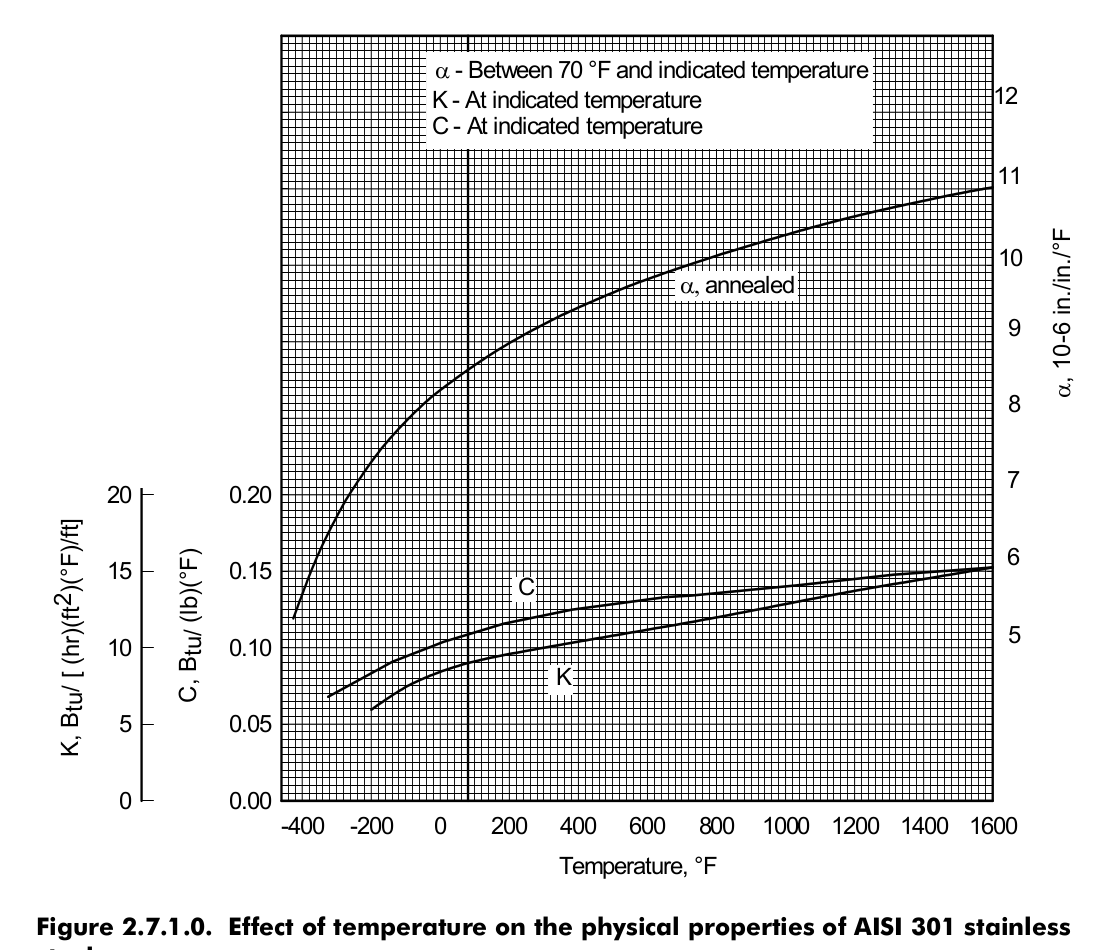 α - Between 70 °F and indicated temperature
K - At indicated temperature
C - At indicated temperature
12
11
10
9
8
7
6
5
α, 10-6 in./in./°F
α, annealed
C
K
20
15
10
5
0
K, Btu/ [ (hr)(ft2)(°F)/ft]
0.20
0.15
0.10
0.05
0.00
C, Btu/ (lb)(°F)
-400 -200 0 200 400 600 800 1000 1200 1400 1600
Temperature, °F
Figure 2.7.1.0. Effect of temperature on the physical properties of AISI 301 stainless